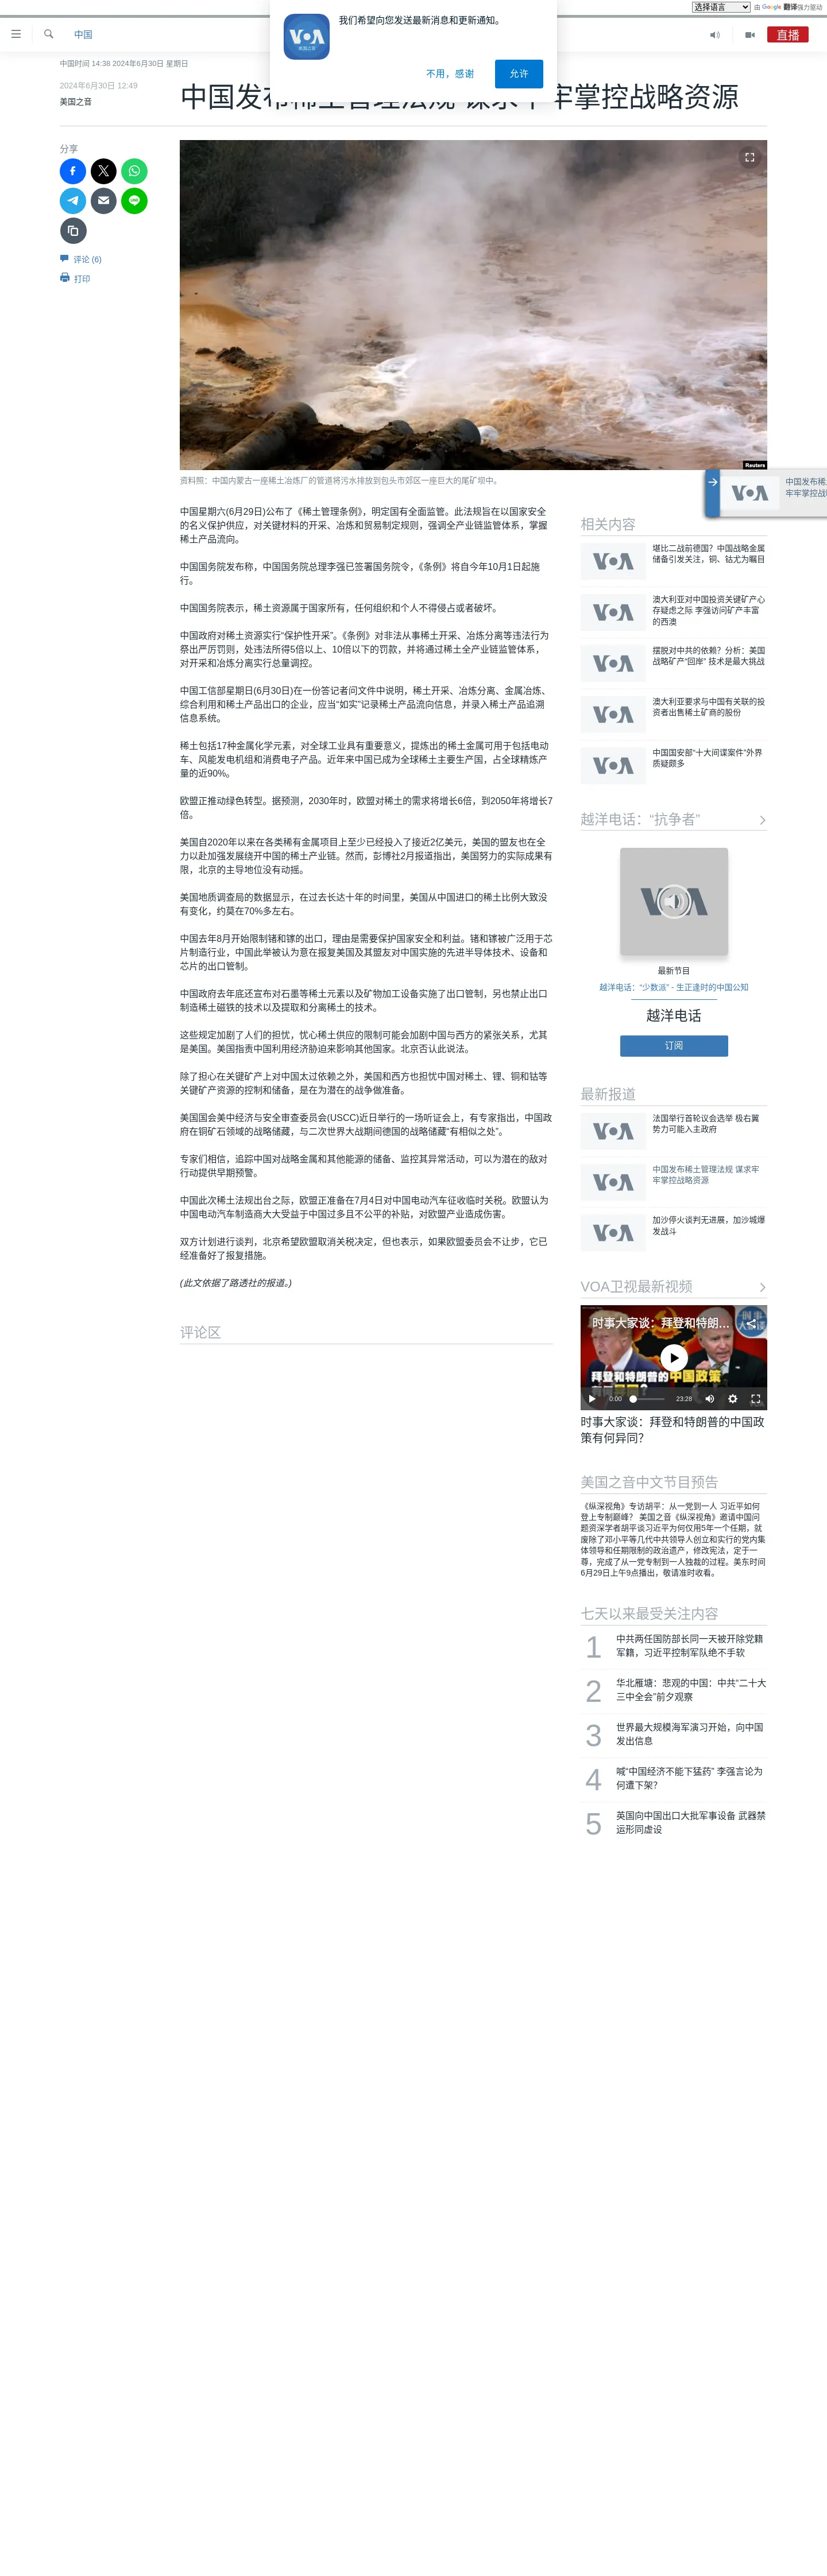 选择语言
由 Google 翻译强力驱动
中国
直播
VOA
美国之音
我们希望向您发送最新消息和更新通知。
不用，感谢
允许
中国时间 14:38 2024年6月30日 星期日
2024年6月30日 12:49
美国之音
分享
评论 (6)
打印
Reuters
资料照：中国内蒙古一座稀土冶炼厂的管道将污水排放到包头市郊区一座巨大的尾矿坝中。
中国星期六(6月29日)公布了《稀土管理条例》，明定国有全面监管。此法规旨在以国家安全
的名义保护供应，对关键材料的开采、冶炼和贸易制定规则，强调全产业链监管体系，掌握
稀土产品流向。
中国国务院发布称，中国国务院总理李强已签署国务院令，《条例》将自今年10月1日起施
行。
中国国务院表示，稀土资源属于国家所有，任何组织和个人不得侵占或者破坏。
中国政府对稀土资源实行“保护性开采”。《条例》对非法从事稀土开采、冶炼分离等违法行为
祭出严厉罚则，处违法所得5倍以上、10倍以下的罚款，并将通过稀土全产业链监管体系，
对开采和冶炼分离实行总量调控。
中国工信部星期日(6月30日)在一份答记者问文件中说明，稀土开采、冶炼分离、金属冶炼、
综合利用和稀土产品出口的企业，应当“如实”记录稀土产品流向信息，并录入稀土产品追溯
信息系统。
稀土包括17种金属化学元素，对全球工业具有重要意义，提炼出的稀土金属可用于包括电动
车、风能发电机组和消费电子产品。近年来中国已成为全球稀土主要生产国，占全球精炼产
量的近90%。
欧盟正推动绿色转型。据预测，2030年时，欧盟对稀土的需求将增长6倍，到2050年将增长7
倍。
美国自2020年以来在各类稀有金属项目上至少已经投入了接近2亿美元，美国的盟友也在全
力以赴加强发展绕开中国的稀土产业链。然而，彭博社2月报道指出，美国努力的实际成果有
限，北京的主导地位没有动摇。
美国地质调查局的数据显示，在过去长达十年的时间里，美国从中国进口的稀土比例大致没
有变化，约莫在70%多左右。
中国去年8月开始限制锗和镓的出口，理由是需要保护国家安全和利益。锗和镓被广泛用于芯
片制造行业，中国此举被认为意在报复美国及其盟友对中国实施的先进半导体技术、设备和
芯片的出口管制。
中国政府去年底还宣布对石墨等稀土元素以及矿物加工设备实施了出口管制，另也禁止出口
制造稀土磁铁的技术以及提取和分离稀土的技术。
这些规定加剧了人们的担忧，忧心稀土供应的限制可能会加剧中国与西方的紧张关系，尤其
是美国。美国指责中国利用经济胁迫来影响其他国家。北京否认此说法。
除了担心在关键矿产上对中国太过依赖之外，美国和西方也担忧中国对稀土、锂、铜和钴等
关键矿产资源的控制和储备，是在为潜在的战争做准备。
美国国会美中经济与安全审查委员会(USCC)近日举行的一场听证会上，有专家指出，中国政
府在铜矿石领域的战略储藏，与二次世界大战期间德国的战略储藏“有相似之处”。
专家们相信，追踪中国对战略金属和其他能源的储备、监控其异常活动，可以为潜在的敌对
行动提供早期预警。
中国此次稀土法规出台之际，欧盟正准备在7月4日对中国电动汽车征收临时关税。欧盟认为
中国电动汽车制造商大大受益于中国过多且不公平的补贴，对欧盟产业造成伤害。
双方计划进行谈判，北京希望欧盟取消关税决定，但也表示，如果欧盟委员会不让步，它已
经准备好了报复措施。
(此文依据了路透社的报道。)
评论区
VOA
中国发布稀土
牢牢掌控战略
相关内容
VOA
堪比二战前德国？中国战略金属
储备引发关注，铜、钴尤为瞩目
VOA
澳大利亚对中国投资关键矿产心
存疑虑之际 李强访问矿产丰富
的西澳
VOA
摆脱对中共的依赖？分析：美国
战略矿产“回岸” 技术是最大挑战
VOA
澳大利亚要求与中国有关联的投
资者出售稀土矿商的股份
VOA
中国国安部“十大间谍案件”外界
质疑颇多
越洋电话：“抗争者”
VOA
最新节目
越洋电话：“少数派” - 生正逢时的中国公知
越洋电话
订阅
最新报道
VOA
法国举行首轮议会选举 极右翼
势力可能入主政府
VOA
中国发布稀土管理法规 谋求牢
牢掌控战略资源
VOA
加沙停火谈判无进展，加沙城爆
发战斗
VOA卫视最新视频
时事大家谈：拜登和特朗...
拜登和特朗普的中国政策
0:00
23:28
时事大家谈：拜登和特朗普的中国政
策有何异同？
美国之音中文节目预告
《纵深视角》专访胡平：从一党到一人 习近平如何
登上专制巅峰？ 美国之音《纵深视角》邀请中国问
题资深学者胡平谈习近平为何仅用5年一个任期，就
废除了邓小平等几代中共领导人创立和实行的党内集
体领导和任期限制的政治遗产，修改宪法，定于一
尊，完成了从一党专制到一人独裁的过程。美东时间
6月29日上午9点播出，敬请准时收看。
七天以来最受关注内容
1
中共两任国防部长同一天被开除党籍
军籍，习近平控制军队绝不手软
2
华北雁塘：悲观的中国：中共“二十大
三中全会”前夕观察
3
世界最大规模海军演习开始，向中国
发出信息
4
喊“中国经济不能下猛药” 李强言论为
何遭下架？
5
英国向中国出口大批军事设备 武器禁
运形同虚设